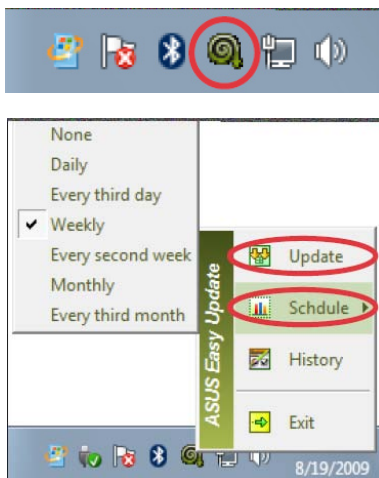 None
Daily
Every third day
Weekly
Every second week
Monthly
Every third month
ASUS Easy Update
Update
Schdule
History
Exit
8/19/2009